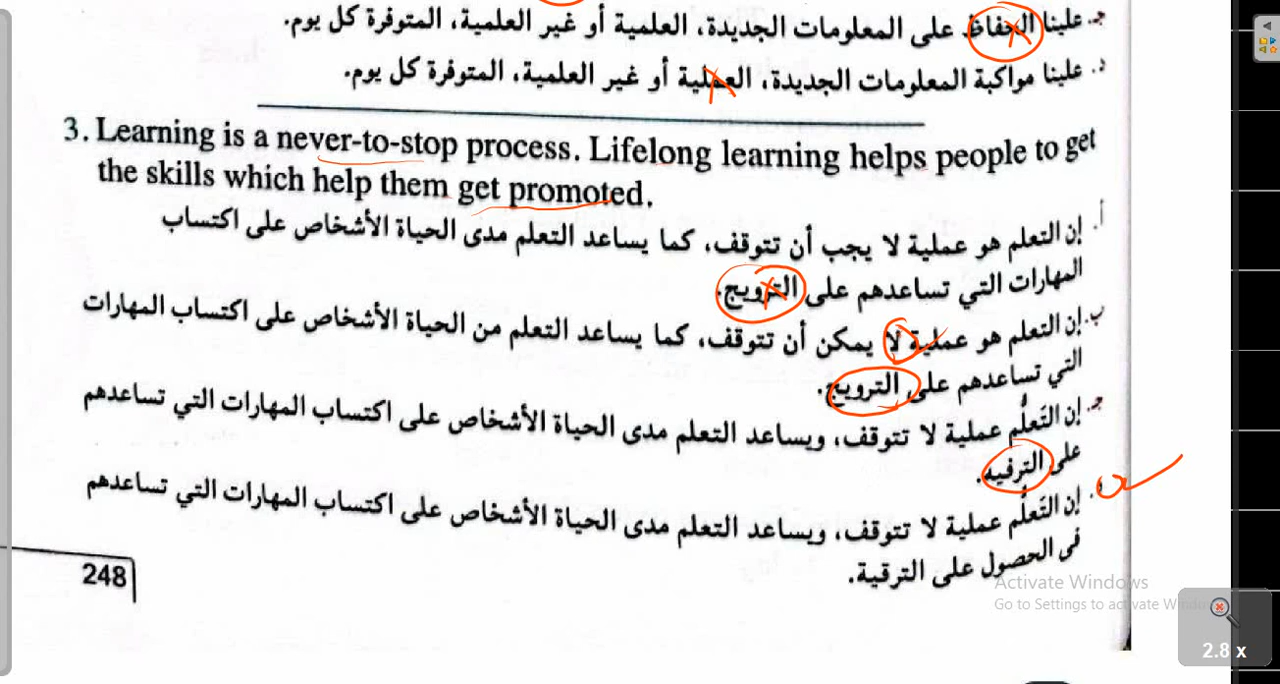 جـ. علينا الحفاظ على المعلومات الجديدة، العلمية أو غير العلمية، المتوفرة كل يوم.
د. علينا مواكبة المعلومات الجديدة، العملية أو غير العلمية، المتوفرة كل يوم.
3. Learning is a never-to-stop process. Lifelong learning helps people to get
the skills which help them get promoted.
أ. إن التعلم هو عملية لا يجب أن تتوقف، كما يساعد التعلم مدى الحياة الأشخاص على اكتساب
المهارات التي تساعدهم على الترويج.
ب. إن التعلم هو عملية لا يمكن أن تتوقف، كما يساعد التعلم من الحياة الأشخاص على اكتساب المهارات
التي تساعدهم على الترويج.
جـ. إن التَعلُّم عملية لا تتوقف، ويساعد التعلم مدى الحياة الأشخاص على اكتساب المهارات التي تساعدهم
على الترفيه.
د. إن التَعلُّم عملية لا تتوقف، ويساعد التعلم مدى الحياة الأشخاص على اكتساب المهارات التي تساعدهم
فى الحصول على الترقية.
248
Activate Windows
Go to Settings to activate
2.8 x